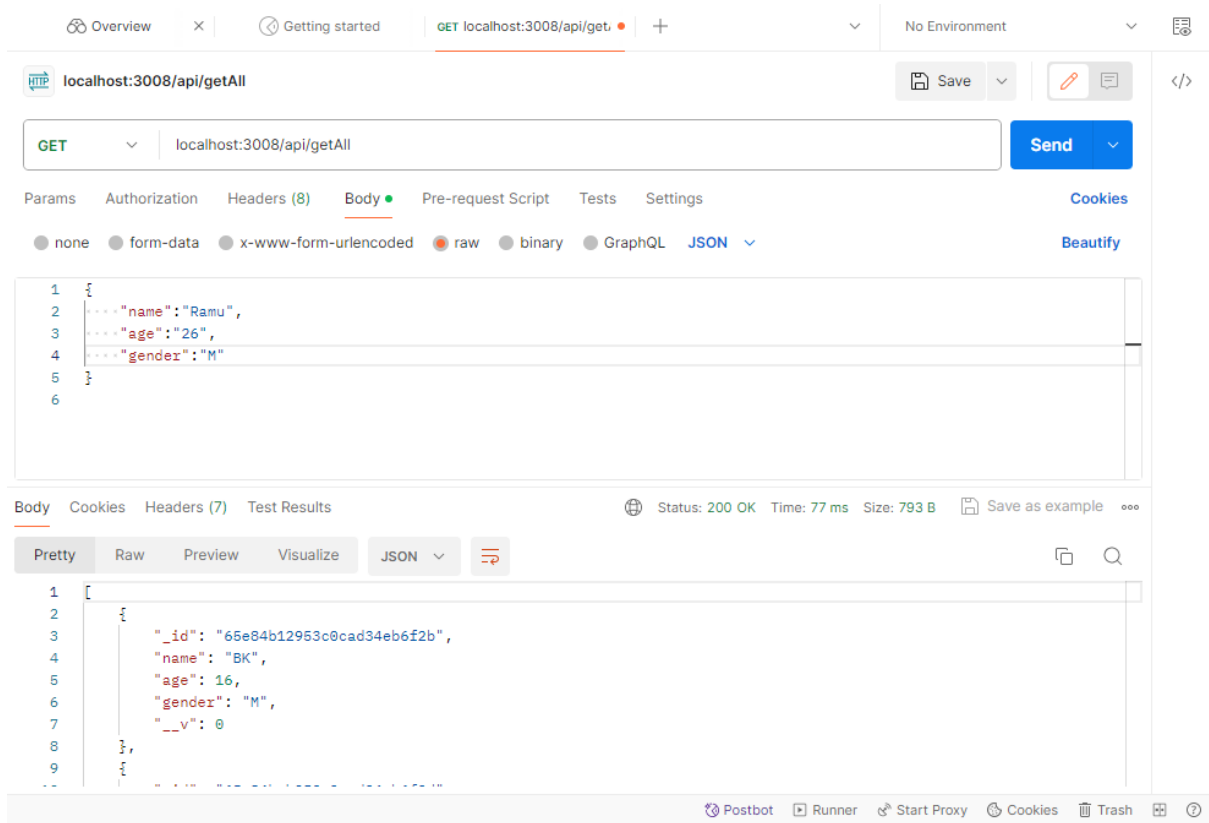 Overview
Getting started
GET localhost:3008/api/get
No Environment
HTTP localhost:3008/api/getAll
Save
GET
localhost:3008/api/getAll
Send
Params Authorization Headers (8) Body Pre-request Script Tests Settings Cookies
none form-data x-www-form-urlencoded raw binary GraphQL JSON Beautify
1 {
2 "name":"Ramu",
3 "age":"26",
4 "gender":"M"
5 }
6
Body Cookies Headers (7) Test Results Status: 200 OK Time: 77 ms Size: 793 B Save as example
Pretty Raw Preview Visualize JSON
1 [
2 {
3 "_id": "65e84b12953c0cad34eb6f2b",
4 "name": "BK",
5 "age": 16,
6 "gender": "M",
7 "__v": 0
8 },
9 {
Postbot Runner Start Proxy Cookies Trash